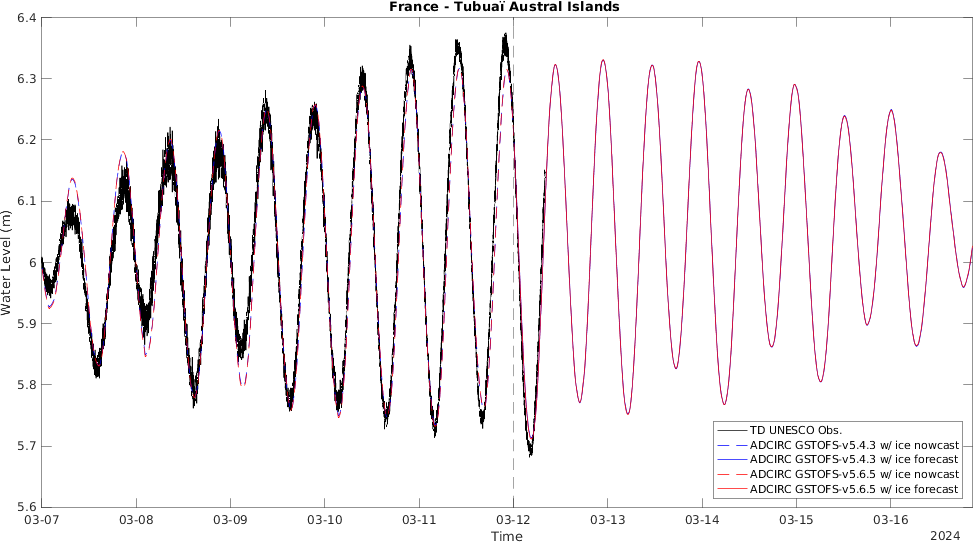 France - Tubuaï Austral Islands
6.4
6.3
6.2
6.1
6
5.9
5.8
5.7
5.6
Water Level (m)
TD UNESCO Obs.
ADCIRC GSTOFS-v5.4.3 w/ ice nowcast
ADCIRC GSTOFS-v5.4.3 w/ ice forecast
ADCIRC GSTOFS-v5.6.5 w/ ice nowcast
ADCIRC GSTOFS-v5.6.5 w/ ice forecast
03-07 03-08 03-09 03-10 03-11 03-12 03-13 03-14 03-15 03-16
Time
2024